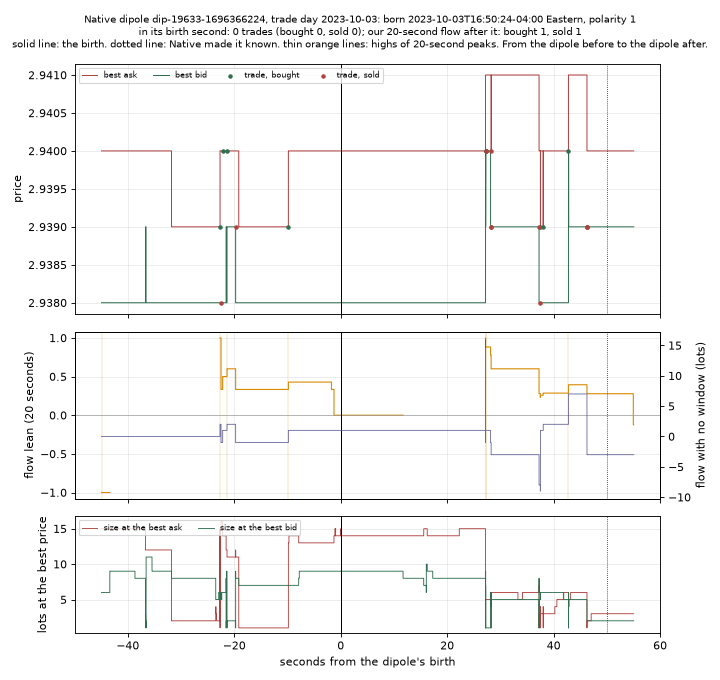 Native dipole dip-19633-1696366224, trade day 2023-10-03: born 2023-10-03T16:50:24-04:00 Eastern, polarity 1
in its birth second: 0 trades (bought 0, sold 0); our 20-second flow after it: bought 1, sold 1
solid line: the birth. dotted line: Native made it known. thin orange lines: highs of 20-second peaks. From the dipole before to the dipole after.
best ask
best bid
trade, bought
trade, sold
2.9410
2.9405
2.9400
2.9395
2.9390
2.9385
2.9380
price
1.0
0.5
0.0
−0.5
−1.0
flow lean (20 seconds)
15
10
5
0
−5
−10
flow with no window (lots)
size at the best ask
size at the best bid
15
10
5
lots at the best price
−40
−20
0
20
40
60
seconds from the dipole's birth